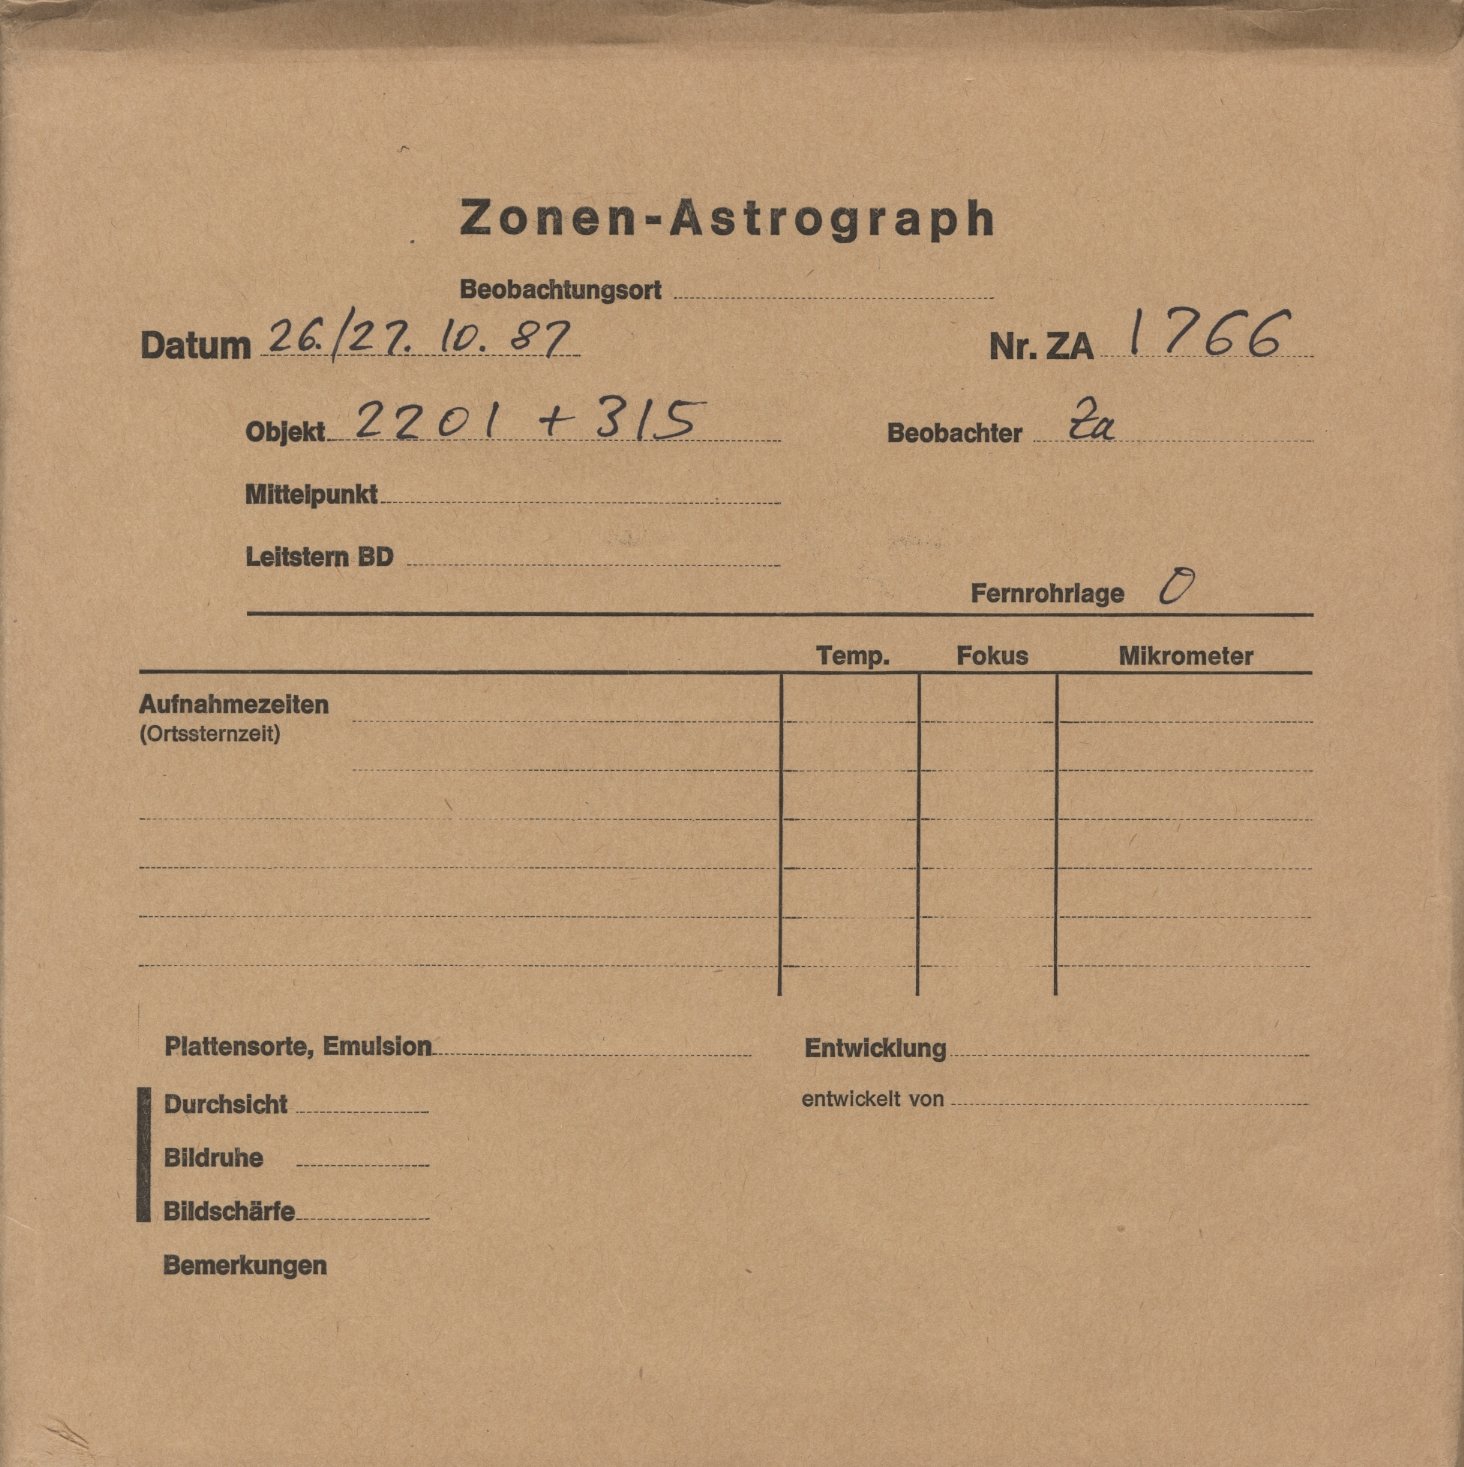 Zonen-Astrograph
Beobachtungsort
Datum 26./27. 10. 87 Nr. ZA 1766
Objekt 2201 + 315 Beobachter Za
Mittelpunkt
Leitstern BD
Fernrohrlage O
Temp. Fokus Mikrometer
Aufnahmezeiten
(Ortssternzeit)
Plattensorte, Emulsion Entwicklung
Durchsicht entwickelt von
Bildruhe
Bildschärfe
Bemerkungen